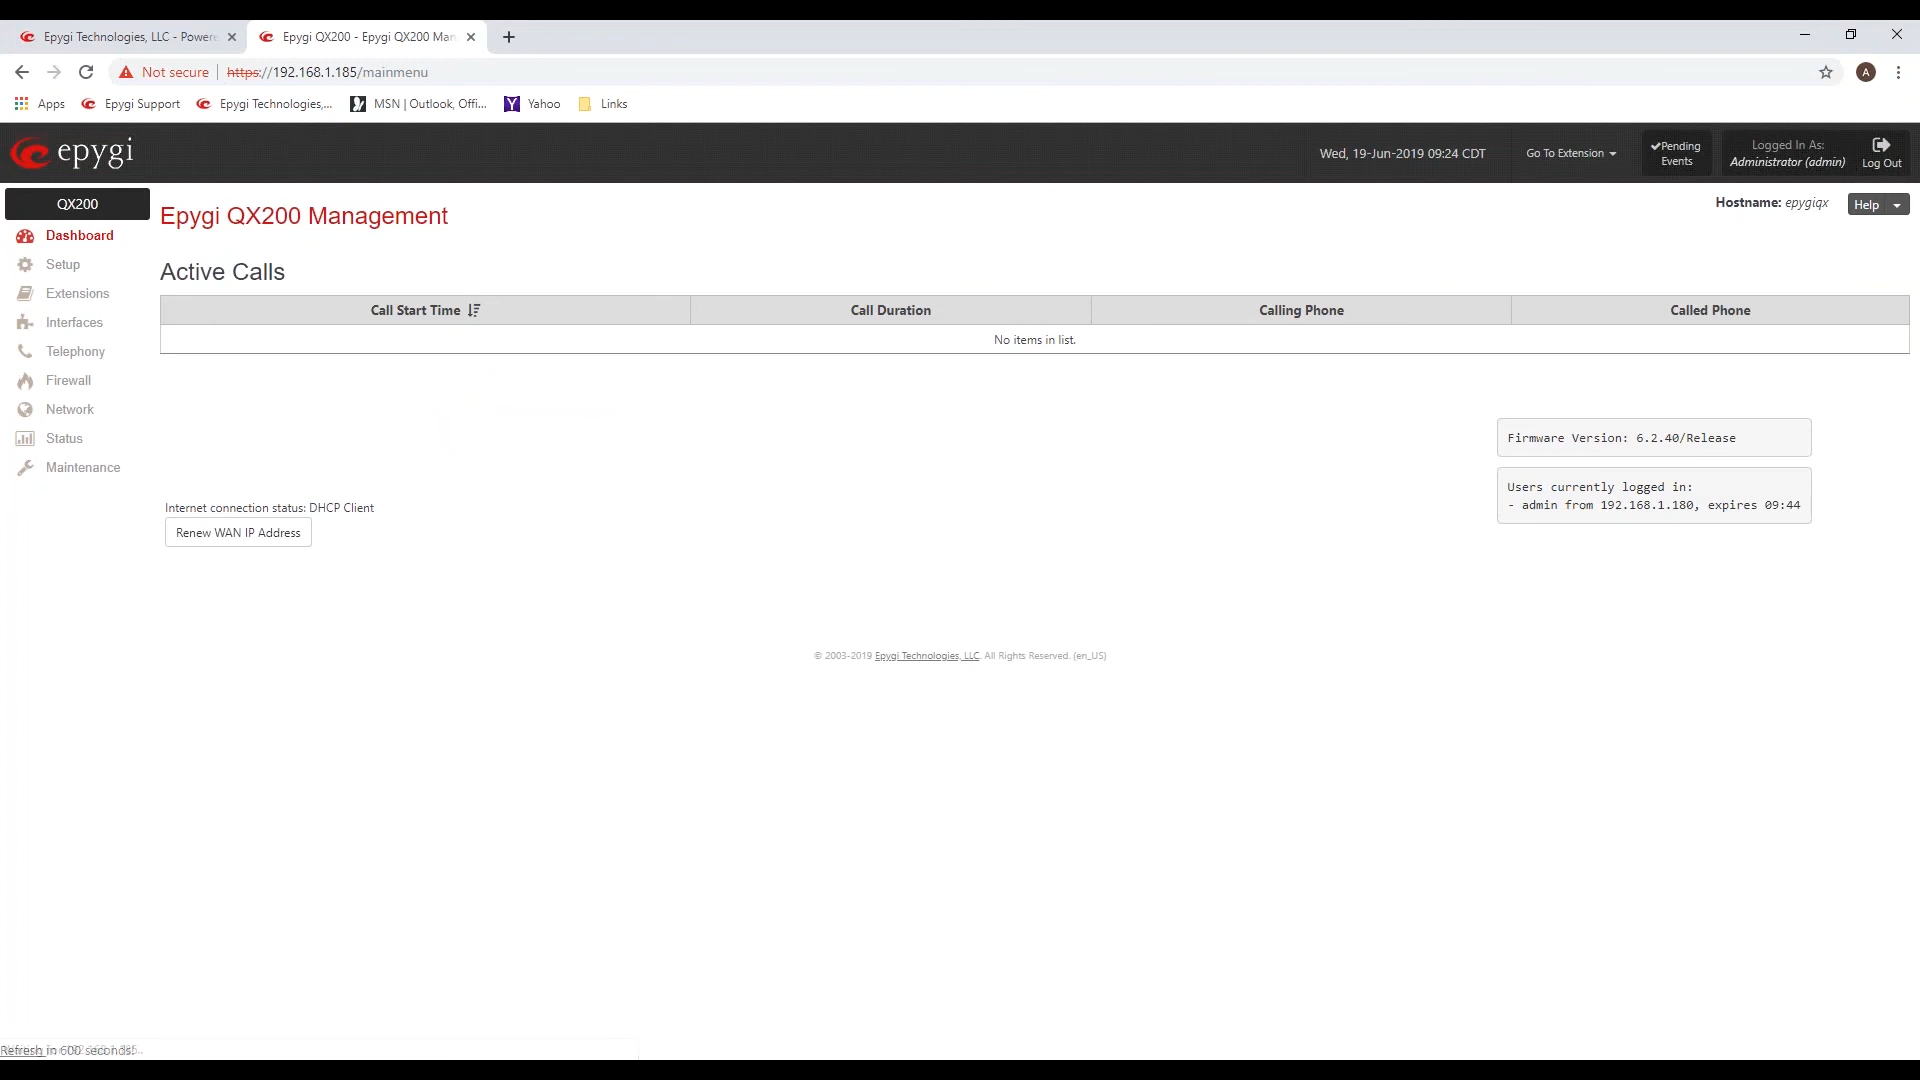 Epygi Technologies, LLC - Powere
Epygi QX200 - Epygi QX200 Man
Not secure | https://192.168.1.185/mainmenu
A
Apps
Epygi Support
Epygi Technologies,...
MSN | Outlook, Offi...
Yahoo
Links
epygi
Wed, 19-Jun-2019 09:24 CDT
Go To Extension
Pending
Events
Logged In As:
Administrator (admin)
Log Out
QX200
Epygi QX200 Management
Hostname: epygiqx
Help
Dashboard
Setup
Extensions
Interfaces
Telephony
Firewall
Network
Status
Maintenance
Active Calls
Call Start Time
Call Duration
Calling Phone
Called Phone
No items in list.
Firmware Version: 6.2.40/Release
Users currently logged in:
- admin from 192.168.1.180, expires 09:44
Internet connection status: DHCP Client
Renew WAN IP Address
© 2003-2019 Epygi Technologies, LLC. All Rights Reserved. (en_US)
Refresh in 600 seconds!